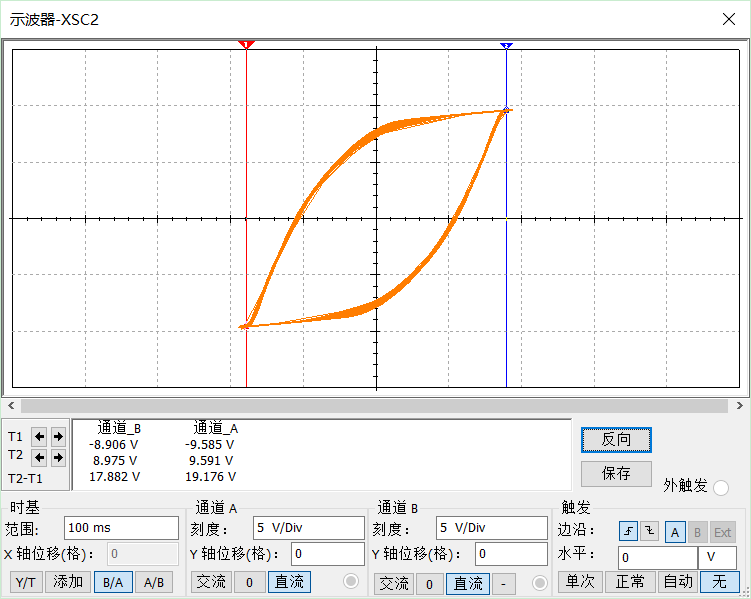 示波器-XSC2
1
2
T1
T2
T2-T1
通道_B 通道_A
-8.906 V -9.585 V
8.975 V 9.591 V
17.882 V 19.176 V
反向
保存
外触发
时基
范围: 100 ms
X 轴位移(格): 0
Y/T 添加 B/A A/B
通道 A
刻度: 5 V/Div
Y 轴位移(格): 0
交流 0 直流
通道 B
刻度: 5 V/Div
Y 轴位移(格): 0
交流 0 直流 -
触发
边沿: A B Ext
水平: 0 V
单次 正常 自动 无